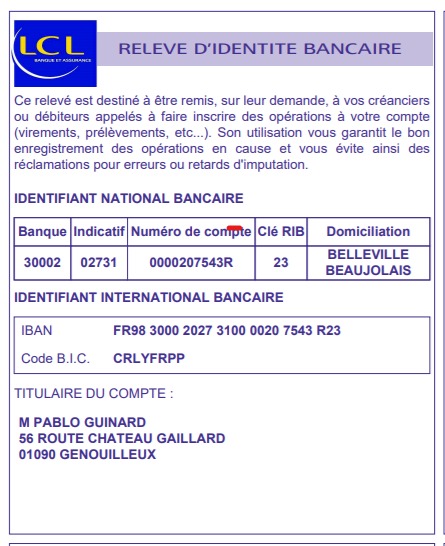 LCL
BANQUE ET ASSURANCE
RELEVE D'IDENTITE BANCAIRE
Ce relevé est destiné à être remis, sur leur demande, à vos créanciers
ou débiteurs appelés à faire inscrire des opérations à votre compte
(virements, prélèvements, etc...). Son utilisation vous garantit le bon
enregistrement des opérations en cause et vous évite ainsi des
réclamations pour erreurs ou retards d'imputation.
IDENTIFIANT NATIONAL BANCAIRE
Banque Indicatif Numéro de compte Clé RIB Domiciliation
30002 02731 0000207543R 23 BELLEVILLE
BEAUJOLAIS
IDENTIFIANT INTERNATIONAL BANCAIRE
IBAN FR98 3000 2027 3100 0020 7543 R23
Code B.I.C. CRLYFRPP
TITULAIRE DU COMPTE :
M PABLO GUINARD
56 ROUTE CHATEAU GAILLARD
01090 GENOUILLEUX